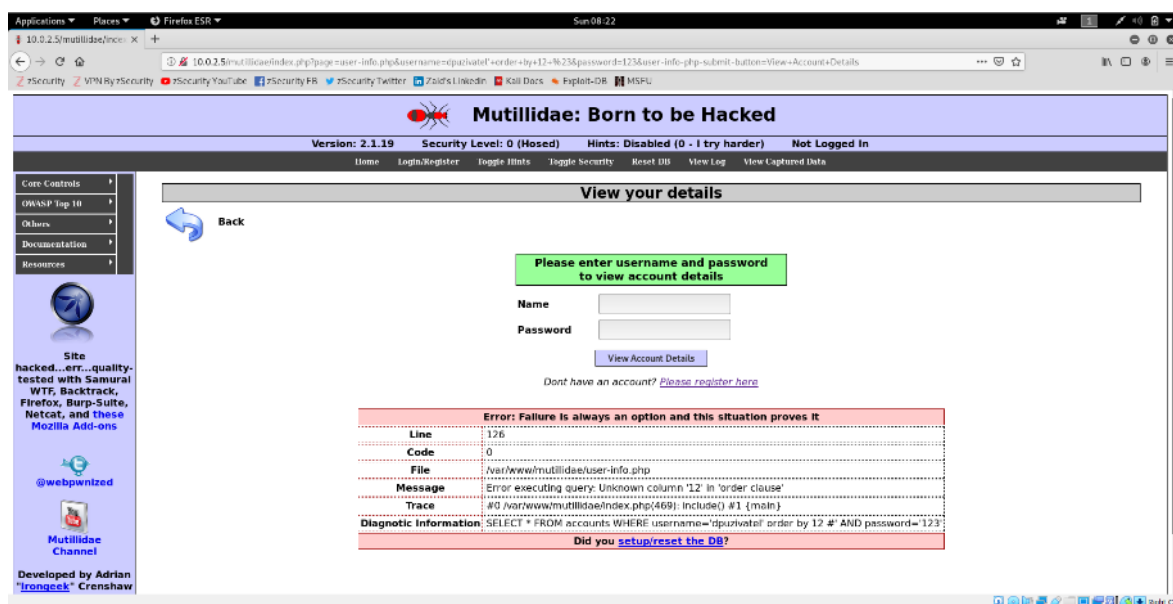 Applications Places Firefox ESR Sun 08:22 1
10.0.2.5/mutillidae/index
10.0.2.5/mutillidae/index.php?page=user-info.php&username=dpuzivatel'+order+by+12+%23&password=123&user-info-php-submit-button=View+Account+Details
zSecurity VPN By zSecurity zSecurity YouTube zSecurity FB zSecurity Twitter Zaid's Linkedin Kali Docs Exploit-DB MSFU
Mutillidae: Born to be Hacked
Version: 2.1.19 Security Level: 0 (Hosed) Hints: Disabled (0 - I try harder) Not Logged In
Home Login/Register Toggle Hints Toggle Security Reset DB View Log View Captured Data
Core Controls
OWASP Top 10
Others
Documentation
Resources
Site
hacked...err...quality-
tested with Samurai
WTF, Backtrack,
Firefox, Burp-Suite,
Netcat, and these
Mozilla Add-ons
@webpwnized
Mutillidae
Channel
Developed by Adrian
"Irongeek" Crenshaw
View your details
Back
Please enter username and password
to view account details
Name
Password
View Account Details
Dont have an account? Please register here
Error: Failure is always an option and this situation proves it
Line 126
Code 0
File /var/www/mutillidae/user-info.php
Message Error executing query: Unknown column '12' in 'order clause'
Trace #0 /var/www/mutillidae/index.php(469): include() #1 {main}
Diagnostic Information SELECT * FROM accounts WHERE username='dpuzivatel' order by 12 #' AND password='123'
Did you setup/reset the DB?